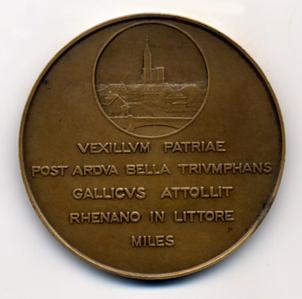 VEXILLVM PATRIAE
POST ARDVA BELLA TRIVMPHANS
GALLICVS ATTOLLIT
RHENANO IN LITTORE
MILES